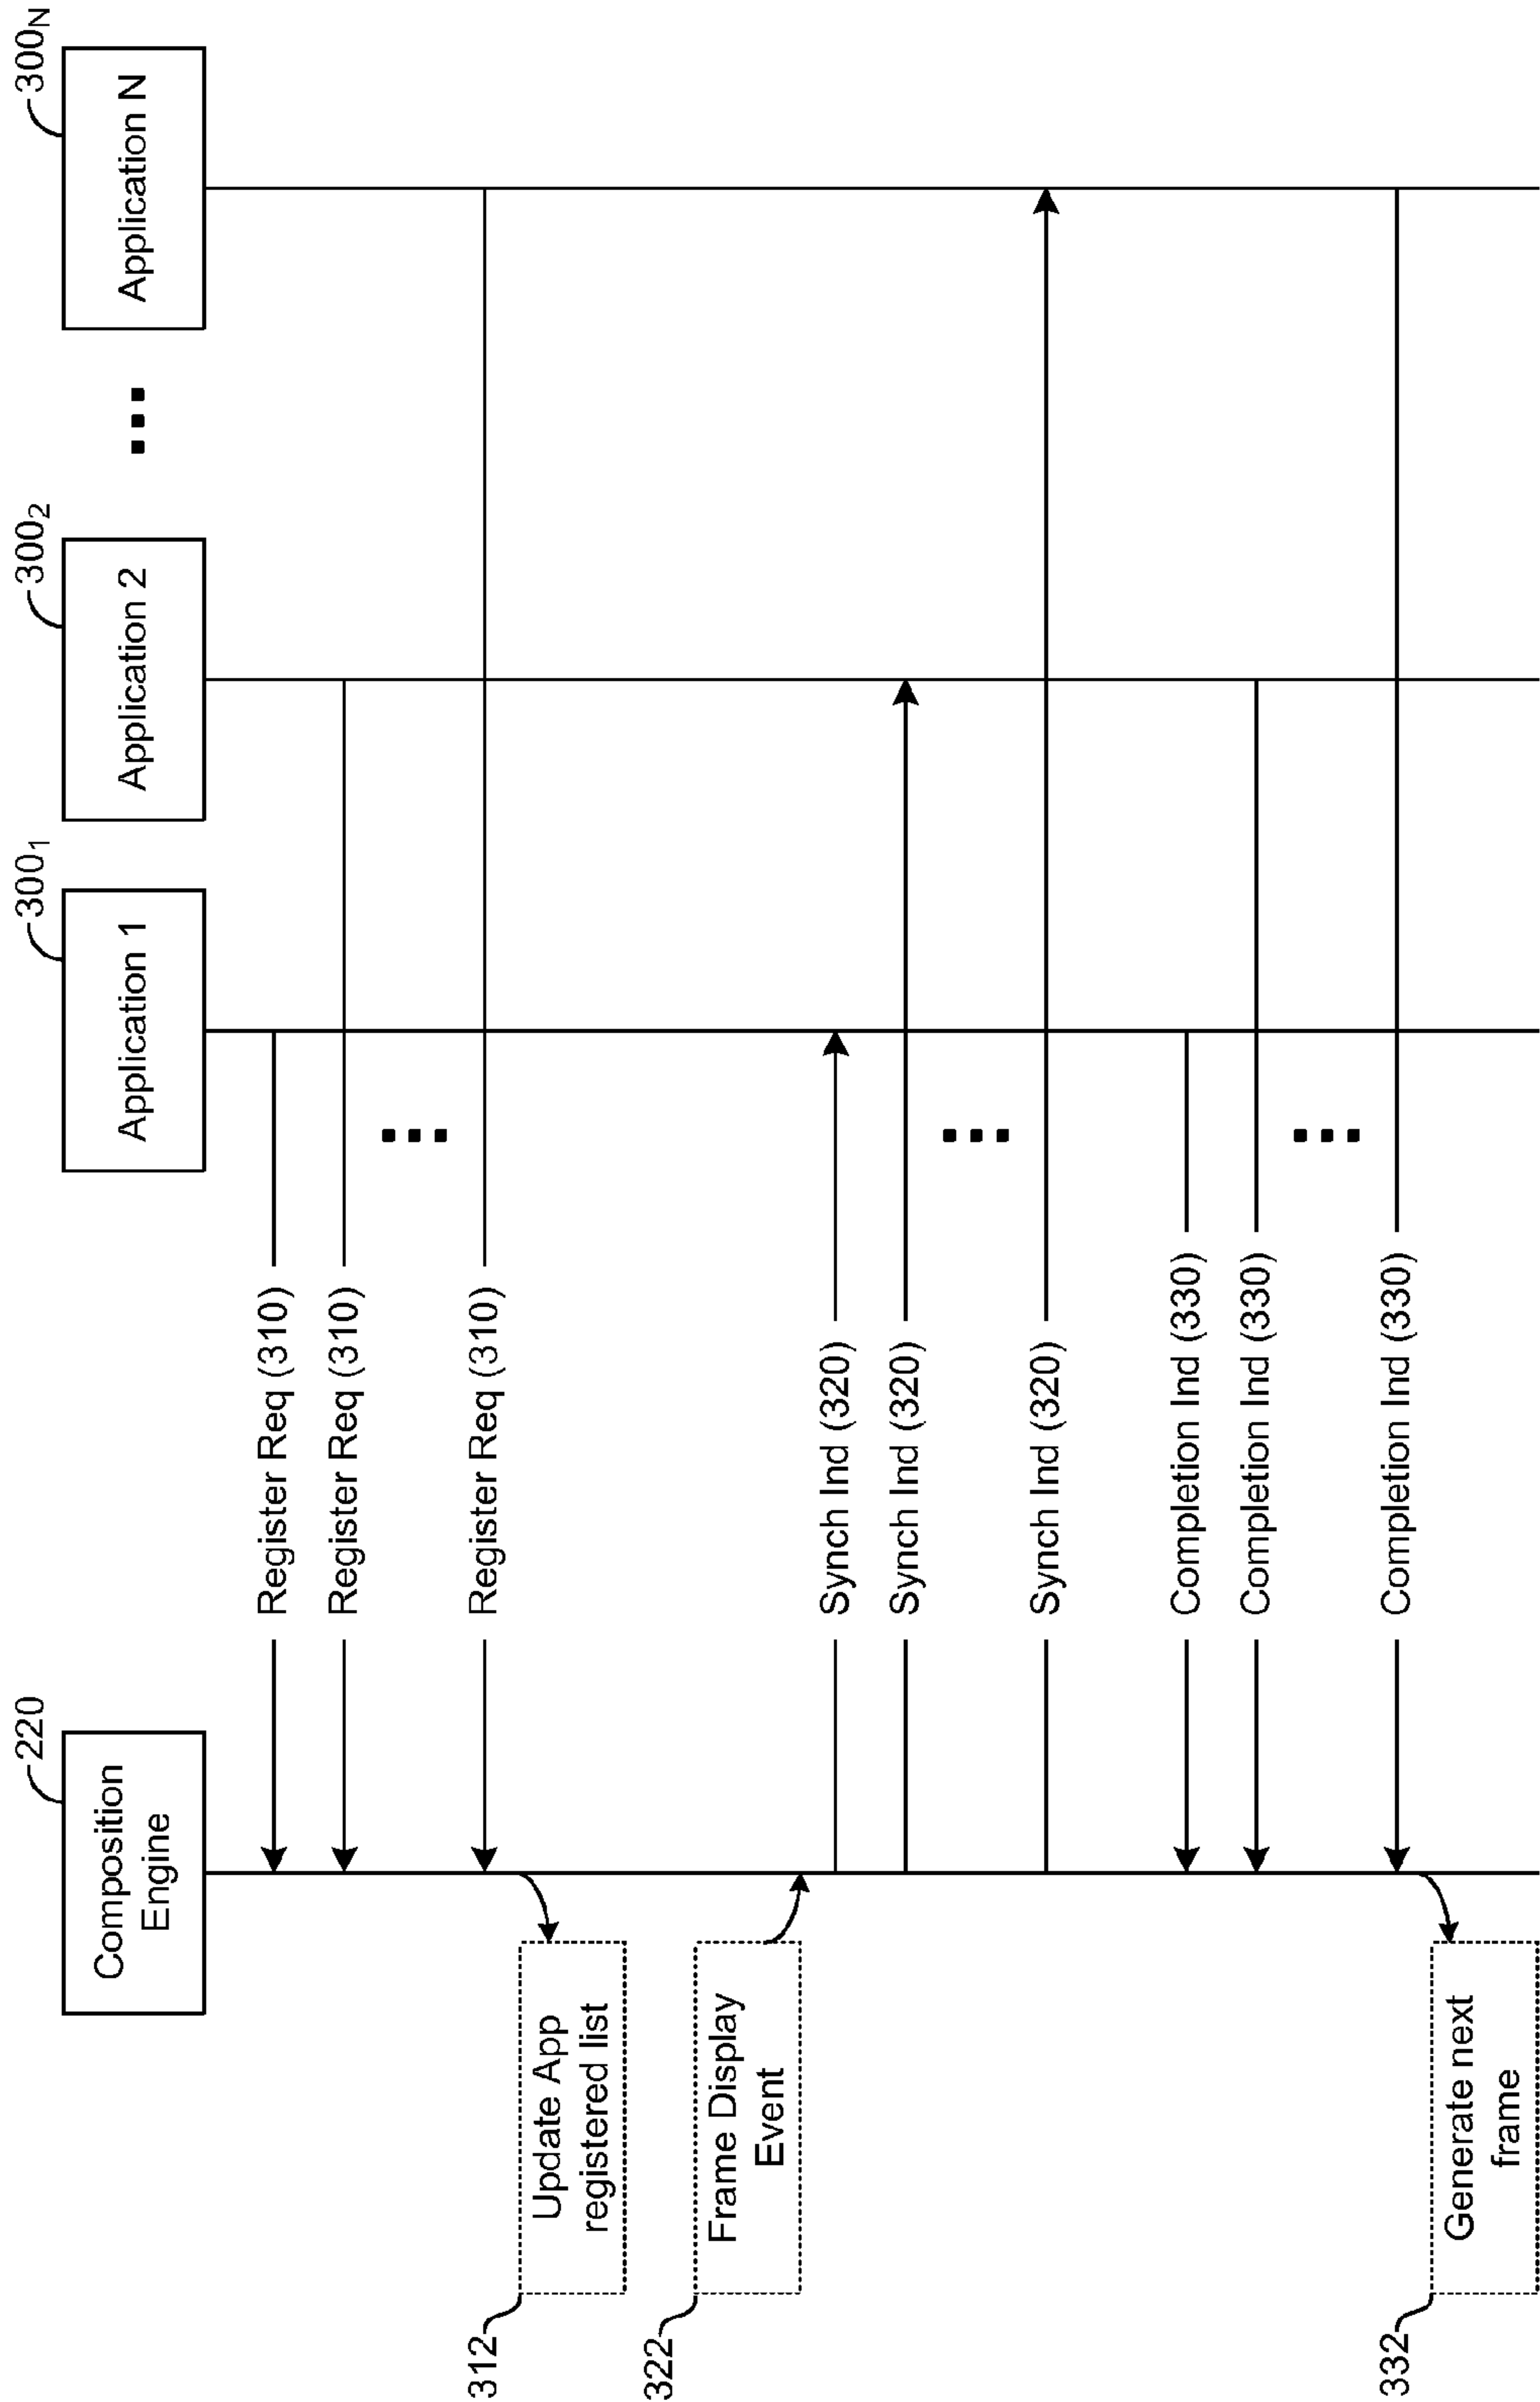 220
300₁
300₂
300N
Composition
Engine
Application 1
Application 2
...
Application N
Register Req (310)
Register Req (310)
...
Register Req (310)
312
Update App
registered list
322
Frame Display
Event
Synch Ind (320)
Synch Ind (320)
...
Synch Ind (320)
Completion Ind (330)
Completion Ind (330)
...
Completion Ind (330)
332
Generate next
frame